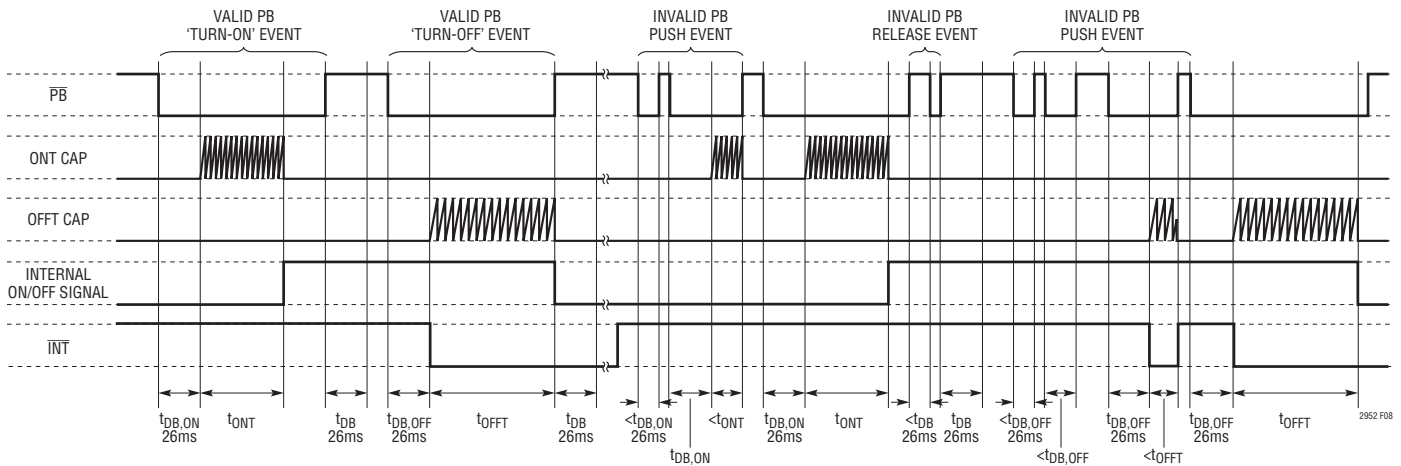 VALID PB
'TURN-ON' EVENT
VALID PB
'TURN-OFF' EVENT
INVALID PB
PUSH EVENT
INVALID PB
RELEASE EVENT
INVALID PB
PUSH EVENT
PB
ONT CAP
OFFT CAP
INTERNAL
ON/OFF SIGNAL
INT
tDB,ON
26ms
tONT
tDB
26ms
tDB,OFF
26ms
tOFFT
tDB
26ms
<tDB,ON
26ms
tDB,ON
<tONT
tDB,ON
26ms
tONT
<tDB
26ms
tDB
26ms
<tDB,OFF
26ms
<tDB,OFF
tDB,OFF
26ms
<tOFFT
tDB,OFF
26ms
tOFFT
2952 F08